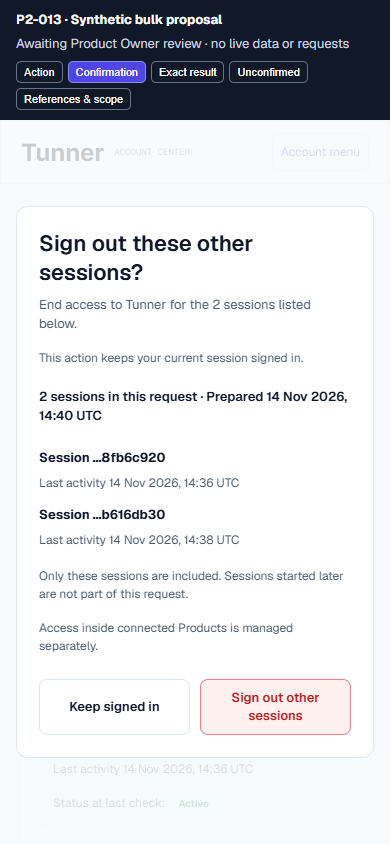 P2-013 · Synthetic bulk proposal
Awaiting Product Owner review · no live data or requests
Action
Confirmation
Exact result
Unconfirmed
References & scope
Tunner
ACCOUNT CENTER
Account menu
Sign out these other
sessions?
End access to Tunner for the 2 sessions listed
below.
This action keeps your current session signed in.
2 sessions in this request · Prepared 14 Nov 2026,
14:40 UTC
Session …8fb6c920
Last activity 14 Nov 2026, 14:36 UTC
Session …b616db30
Last activity 14 Nov 2026, 14:38 UTC
Only these sessions are included. Sessions started later
are not part of this request.
Access inside connected Products is managed
separately.
Keep signed in
Sign out other
sessions
Last activity 14 Nov 2026, 14:36 UTC
Status at last check:
Active